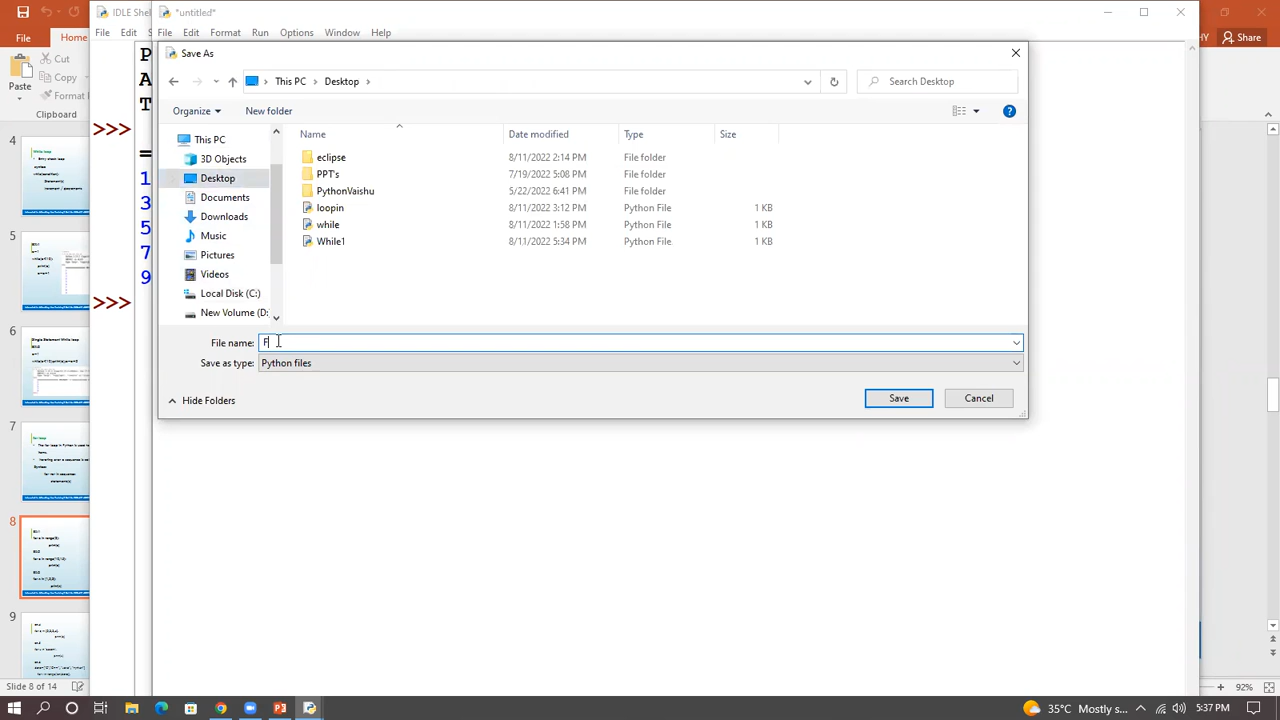 IDLE Shel
*untitled*
File Edit S
File Edit Format Run Options Window Help
File Home
Share
Cut
Copy
Format
Paste
Clipboard
Save As
This PC > Desktop >
Search Desktop
Organize
New folder
Name Date modified Type Size
This PC
3D Objects
Desktop
Documents
Downloads
Music
Pictures
Videos
Local Disk (C:)
New Volume (D:
eclipse 8/11/2022 2:14 PM File folder
PPT's 7/19/2022 5:08 PM File folder
PythonVaishu 5/22/2022 6:41 PM File folder
loopin 8/11/2022 3:12 PM Python File 1 KB
while 8/11/2022 1:58 PM Python File 1 KB
While1 8/11/2022 5:34 PM Python File 1 KB
File name: F
Save as type: Python files
Hide Folders
Save Cancel
P
A
T
>>>
=
1
3
5
7
9
>>>
4
5
6
7
8
9
Slide 8 of 14
92%
35°C Mostly s...
5:37 PM